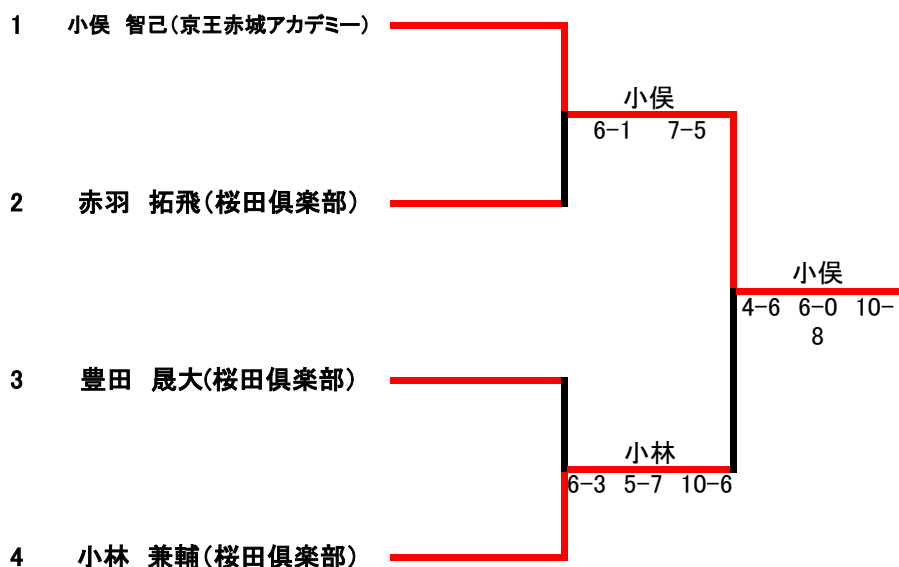 1 小俣 智己(京王赤城アカデミー)
小俣
6-1 7-5
2 赤羽 拓飛(桜田倶楽部)
小俣
4-6 6-0 10-
8
3 豊田 晟大(桜田倶楽部)
小林
6-3 5-7 10-6
4 小林 兼輔(桜田倶楽部)